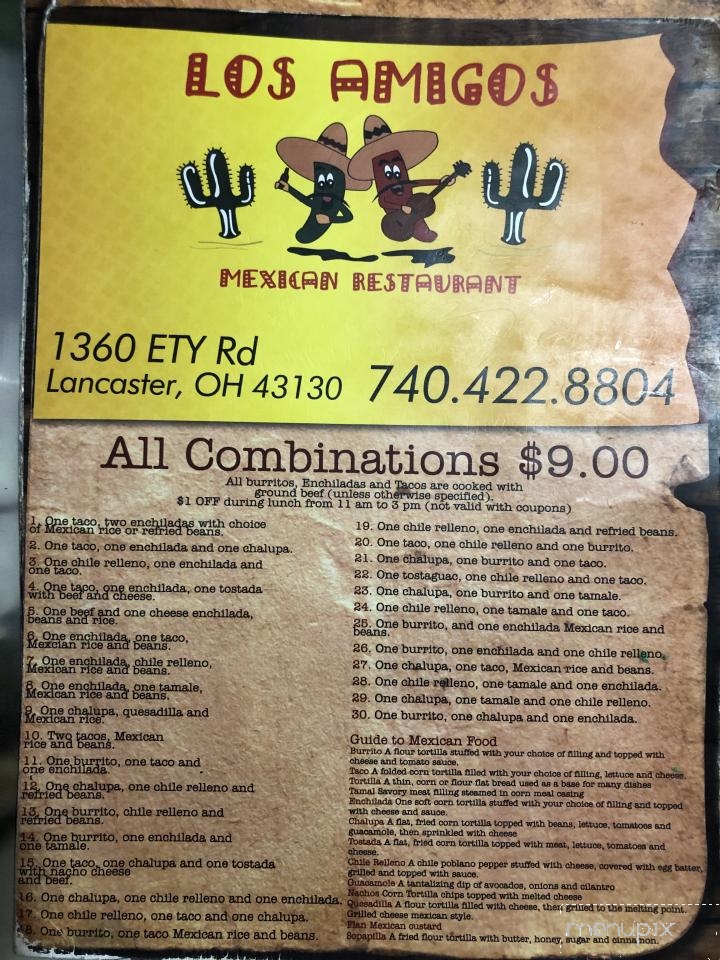 LOS AMIGOS
MEXICAN RESTAURANT
1360 ETY Rd
Lancaster, OH 43130
740.422.8804
All Combinations $9.00
All burritos, Enchiladas and Tacos are cooked with
ground beef (unless otherwise specified).
$1 OFF during lunch from 11 am to 3 pm (not valid with coupons)
1. One taco, two enchiladas with choice
of Mexican rice or refried beans.
2. One taco, one enchilada and one chalupa.
3. One chile relleno, one enchilada and
one taco.
4. One taco, one enchilada, one tostada
with beef and cheese.
5. One beef and one cheese enchilada,
beans and rice.
6. One enchilada, one taco,
Mexcian rice and beans.
7. One enchilada, chile relleno,
Mexican rice and beans.
8. One enchilada, one tamale,
Mexican rice and beans.
9. One chalupa, quesadilla and
Mexican rice.
10. Two tacos, Mexican
rice and beans.
11. One burrito, one taco and
one enchilada.
12. One chalupa, one chile relleno and
refried beans.
13. One burrito, chile relleno and
refried beans.
14. One burrito, one enchilada and
one tamale.
15. One taco, one chalupa and one tostada
with nacho cheese
and beef.
16. One chalupa, one chile relleno and one enchilada.
17. One chile relleno, one taco and one chalupa.
18. One burrito, one taco Mexican rice and beans.
19. One chile relleno, one enchilada and refried beans.
20. One taco, one chile relleno and one burrito.
21. One chalupa, one burrito and one taco.
22. One tostaguac, one chile relleno and one taco.
23. One chalupa, one burrito and one tamale.
24. One chile relleno, one tamale and one taco.
25. One burrito, and one enchilada Mexican rice and
beans.
26. One burrito, one enchilada and one chile relleno.
27. One chalupa, one taco, Mexican rice and beans.
28. One chile relleno, one tamale and one enchilada.
29. One chalupa, one tamale and one chile relleno.
30. One burrito, one chalupa and one enchilada.
Guide to Mexican Food
Burrito A flour tortilla stuffed with your choice of filling and topped with
cheese and tomato sauce.
Taco A folded corn tortilla filled with your choice of filling, lettuce and cheese.
Tortilla A thin, corn or flour flat bread used as a base for many dishes
Tamal Savory meat filling steamed in corn meal casing
Enchilada One soft corn tortilla stuffed with your choice of filling and topped
with cheese and sauce.
Chalupa A flat, fried corn tortilla topped with beans, lettuce, tomatoes and
guacamole, then sprinkled with cheese
Tostada A flat, fried corn tortilla topped with meat, lettuce, tomatoes and
cheese.
Chile Relleno A chile poblano pepper stuffed with cheese, covered with egg batter,
grilled and topped with sauce.
Guacamole A tantalizing dip of avocados, onions and cilantro
Nachos Corn Tortilla chips topped with melted cheese
Quesadilla A flour tortilla filled with cheese, then grilled to the melting point.
Grilled cheese mexican style.
Flan Mexican custard
Sopapilla A fried flour tortilla with butter, honey, sugar and cinnamon.
menupix